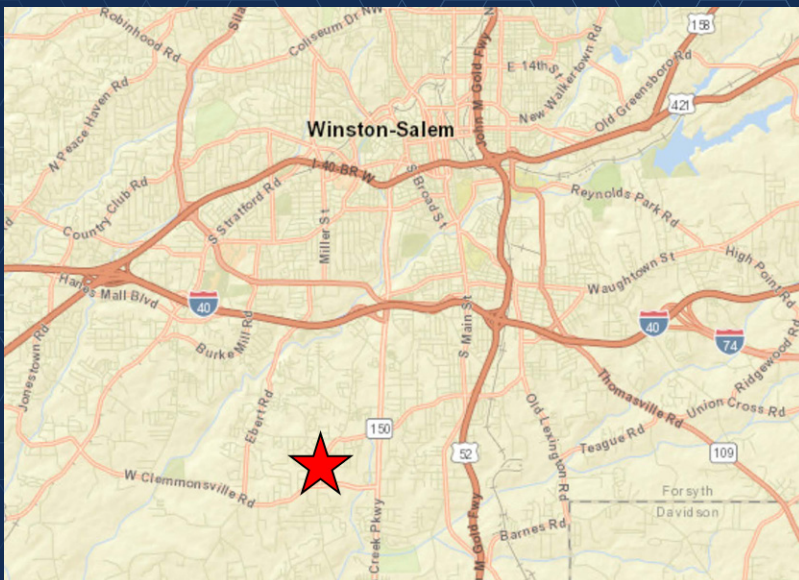 Robinhood Rd
Coliseum Dr NW
158
E 14th St
New Walkertown Rd
Old Greensboro Rd
421
N Peace Haven Rd
John M Gold Fwy
Winston-Salem
I-40 BR W
S Broad St
Country Club Rd
S Stratford Rd
Miller St
Reynolds Park Rd
Waughtown St
High Point Rd
Hanes Mall Blvd
40
40
74
Burke Mill Rd
S Main St
Jonestown Rd
Ridgewood Rd
Thomasville Rd
Union Cross Rd
Ebert Rd
Old Lexington Rd
150
Teague Rd
52
109
W Clemmonsville Rd
Forsyth
Davidson
Creek Pkwy
M Gold Fwy
Barnes Rd